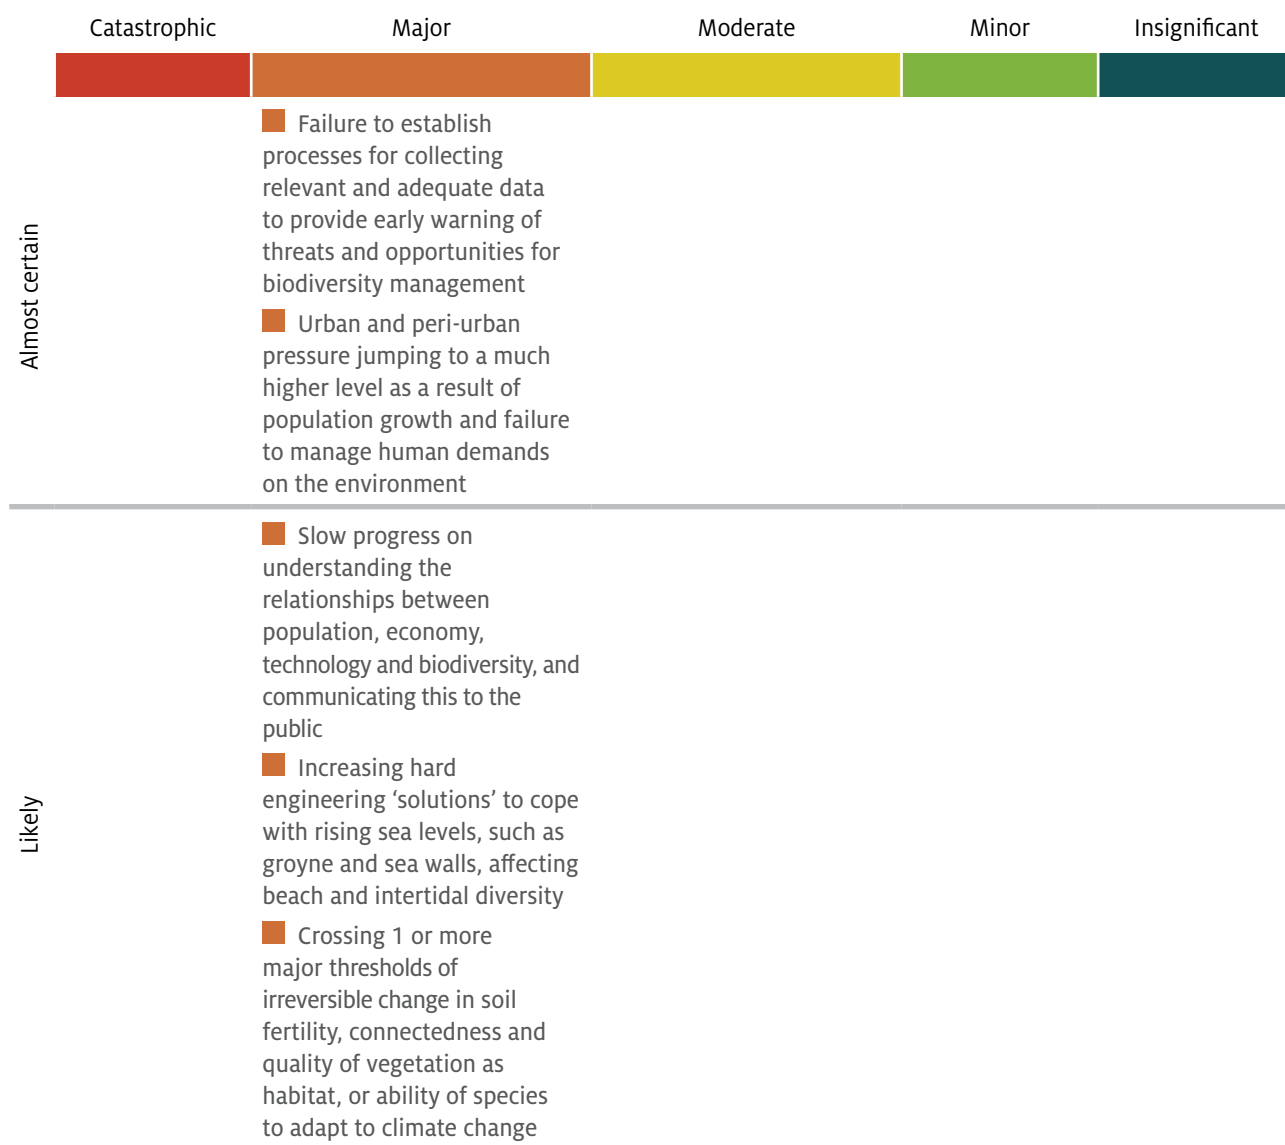 Catastrophic Major Moderate Minor Insignificant
Almost certain
Failure to establish
processes for collecting
relevant and adequate data
to provide early warning of
threats and opportunities for
biodiversity management
Urban and peri-urban
pressure jumping to a much
higher level as a result of
population growth and failure
to manage human demands
on the environment
Likely
Slow progress on
understanding the
relationships between
population, economy,
technology and biodiversity, and
communicating this to the
public
Increasing hard
engineering ‘solutions’ to cope
with rising sea levels, such as
groyne and sea walls, affecting
beach and intertidal diversity
Crossing 1 or more
major thresholds of
irreversible change in soil
fertility, connectedness and
quality of vegetation as
habitat, or ability of species
to adapt to climate change